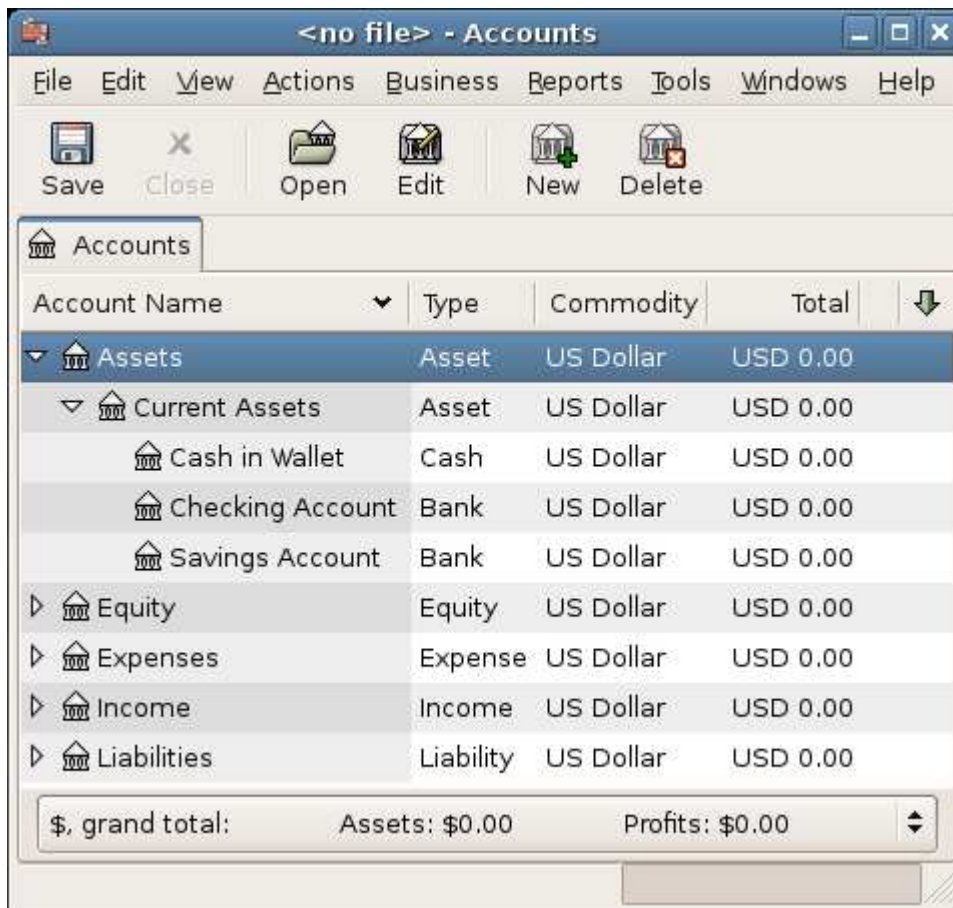 <no file> - Accounts
File Edit View Actions Business Reports Tools Windows Help
Save Close Open Edit New Delete
Accounts
Account Name Type Commodity Total
Assets Asset US Dollar USD 0.00
Current Assets Asset US Dollar USD 0.00
Cash in Wallet Cash US Dollar USD 0.00
Checking Account Bank US Dollar USD 0.00
Savings Account Bank US Dollar USD 0.00
Equity Equity US Dollar USD 0.00
Expenses Expense US Dollar USD 0.00
Income Income US Dollar USD 0.00
Liabilities Liability US Dollar USD 0.00
$, grand total: Assets: $0.00 Profits: $0.00